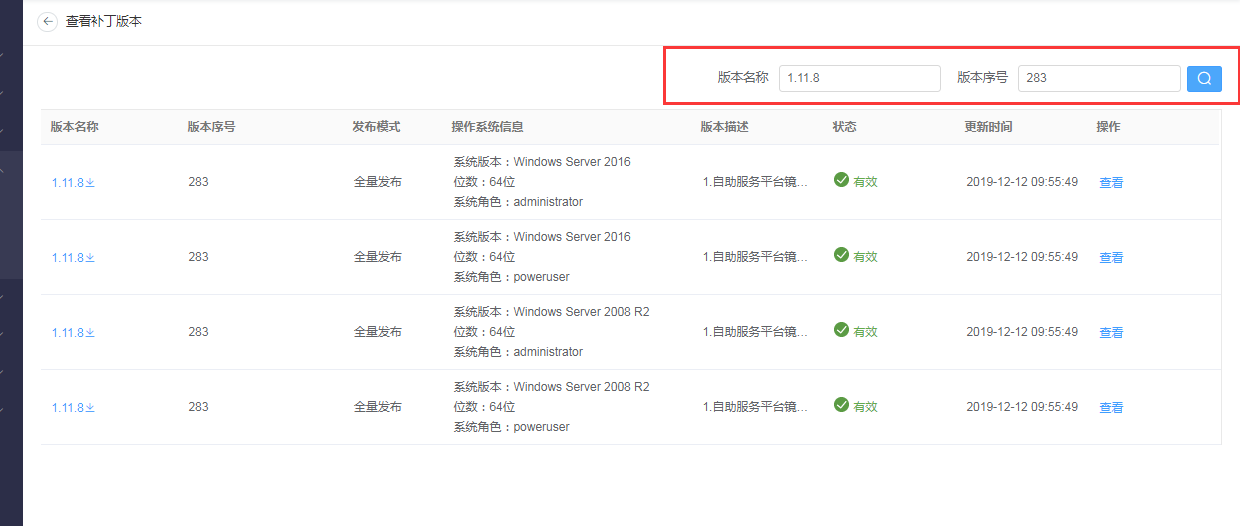 查看补丁版本
版本名称 1.11.8 版本序号 283
版本名称 版本序号 发布模式 操作系统信息 版本描述 状态 更新时间 操作
系统版本：Windows Server 2016
1.11.8 283 全量发布 位数：64位 1.自助服务平台镜... 有效 2019-12-12 09:55:49 查看
系统角色：administrator
系统版本：Windows Server 2016
1.11.8 283 全量发布 位数：64位 1.自助服务平台镜... 有效 2019-12-12 09:55:49 查看
系统角色：poweruser
系统版本：Windows Server 2008 R2
1.11.8 283 全量发布 位数：64位 1.自助服务平台镜... 有效 2019-12-12 09:55:49 查看
系统角色：administrator
系统版本：Windows Server 2008 R2
1.11.8 283 全量发布 位数：64位 1.自助服务平台镜... 有效 2019-12-12 09:55:49 查看
系统角色：poweruser